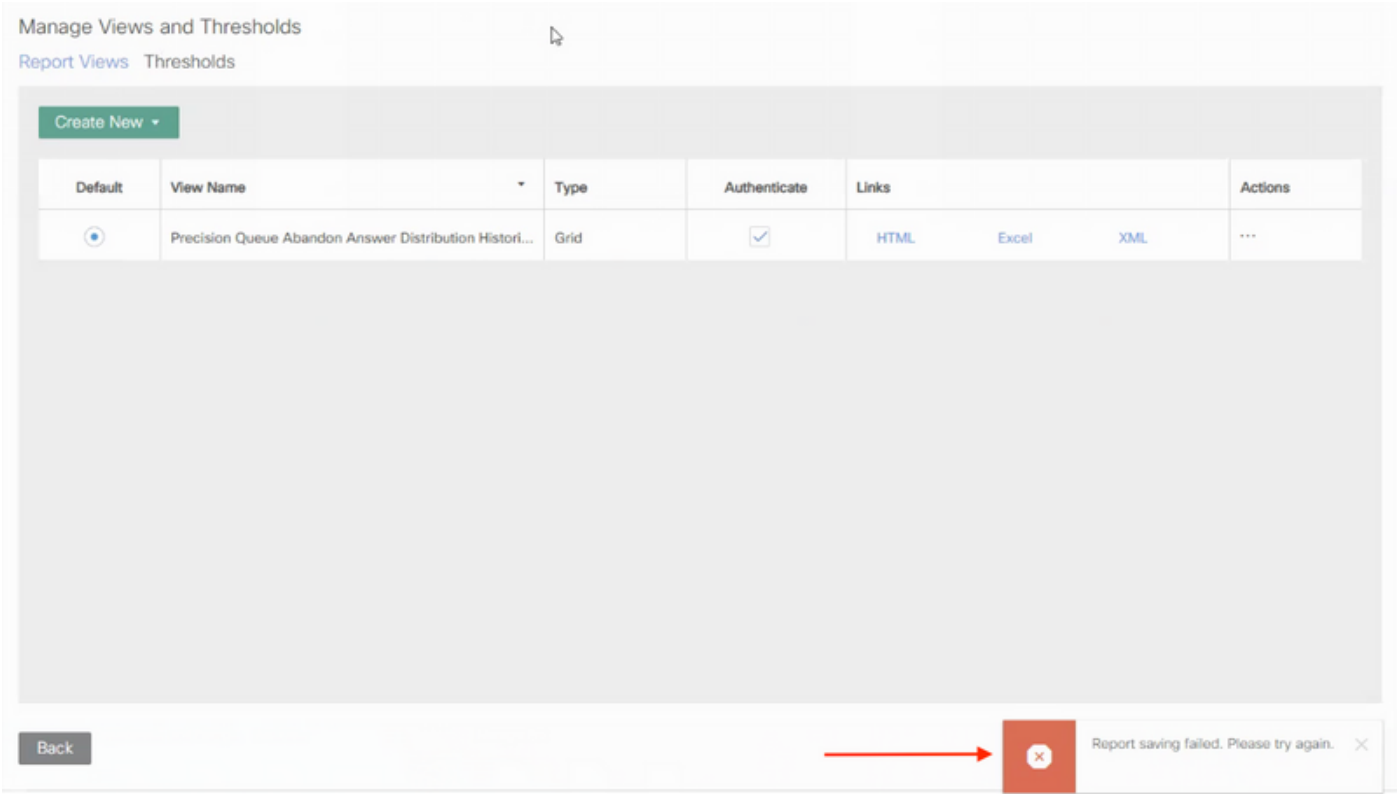 Manage Views and Thresholds
Report Views Thresholds
Create New
Default View Name Type Authenticate Links Actions
Precision Queue Abandon Answer Distribution Histori... Grid HTML Excel XML ...
Back
Report saving failed. Please try again.